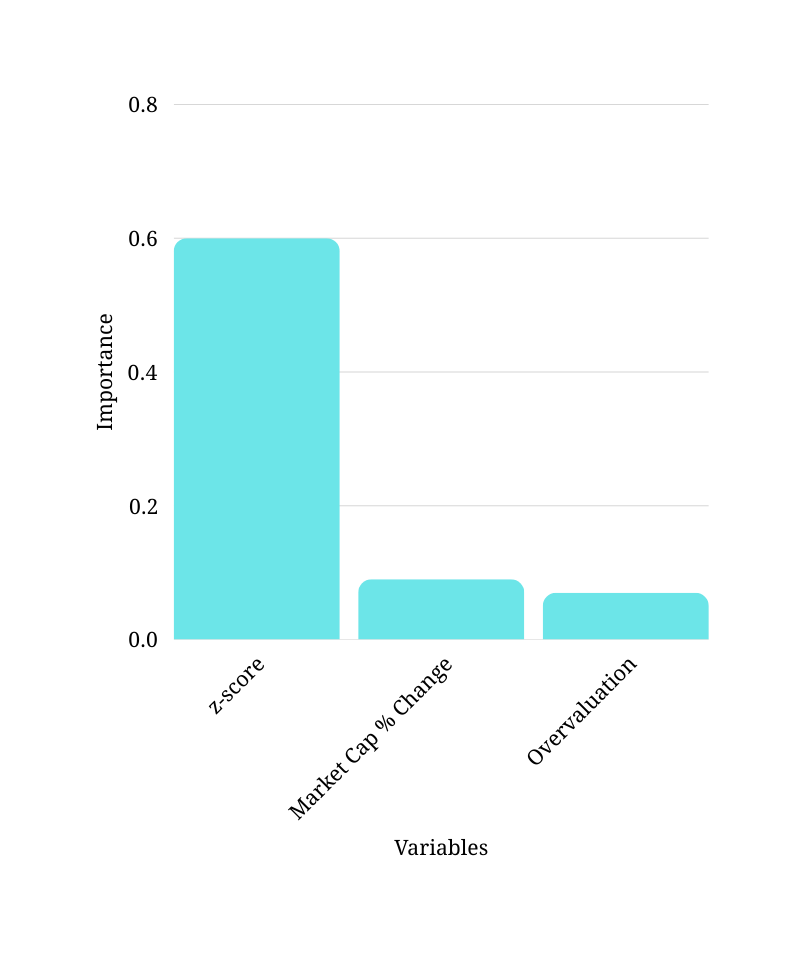 0.8
0.6
0.4
0.2
0.0
Importance
z-score
Market Cap % Change
Overvaluation
Variables